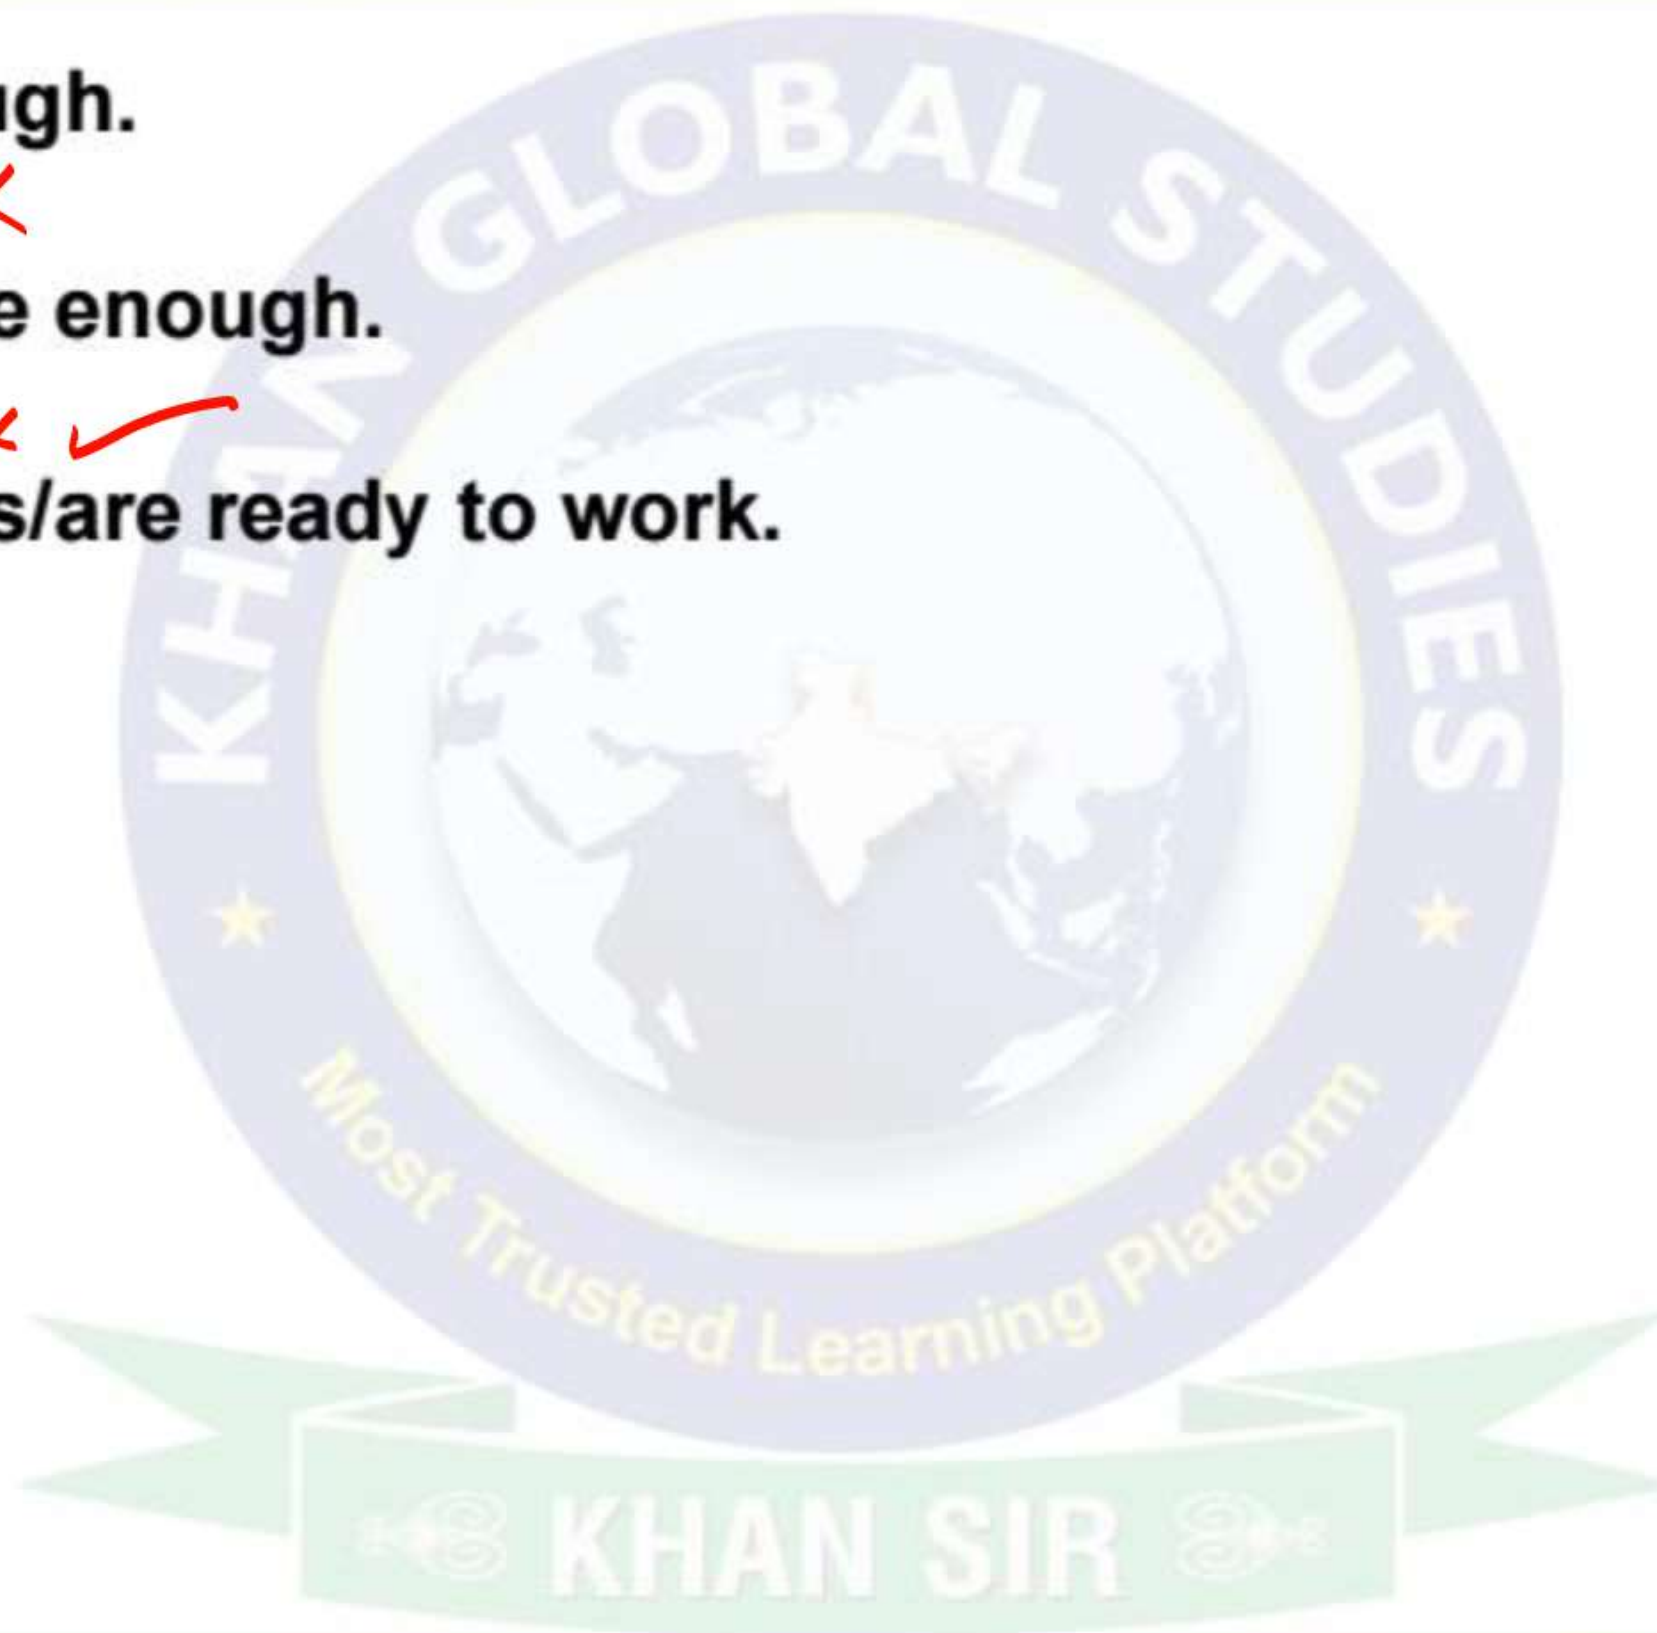 ugh.
e enough.
s/are ready to work.
KHAN GLOBAL STUDIES
Most Trusted Learning Platform
KHAN SIR